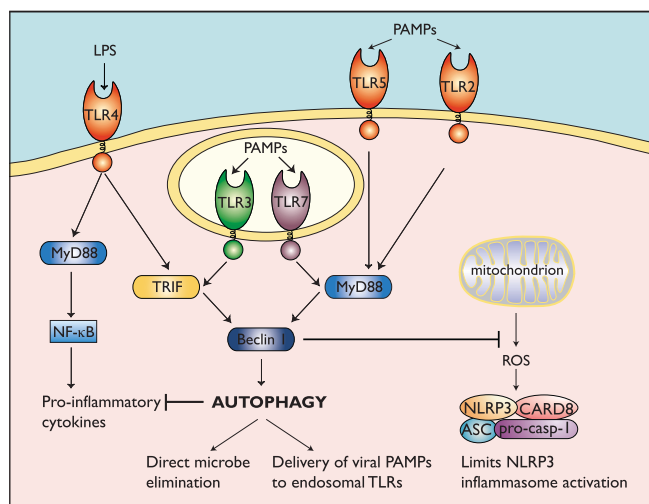 PAMPs
LPS
TLR5
TLR2
TLR4
PAMPs
TLR3
TLR7
MyD88
TRIF
MyD88
mitochondrion
NF-κB
Beclin 1
ROS
Pro-inflammatory
cytokines
AUTOPHAGY
NLRP3
CARD8
ASC
pro-casp-1
Direct microbe
elimination
Delivery of viral PAMPs
to endosomal TLRs
Limits NLRP3
inflammasome activation